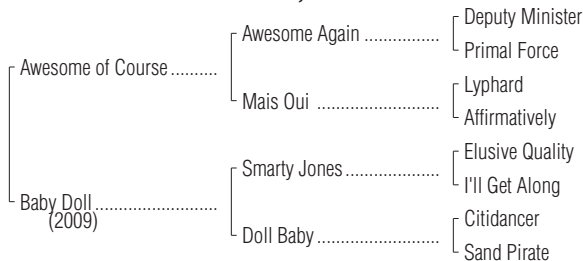 Deputy Minister
Awesome Again ................
Primal Force
Awesome of Course ..........
Lyphard
Mais Oui ..........................
Affirmatively
Elusive Quality
Smarty Jones ....................
I'll Get Along
Baby Doll ..........................
(2009)
Citidancer
Doll Baby ..........................
Sand Pirate